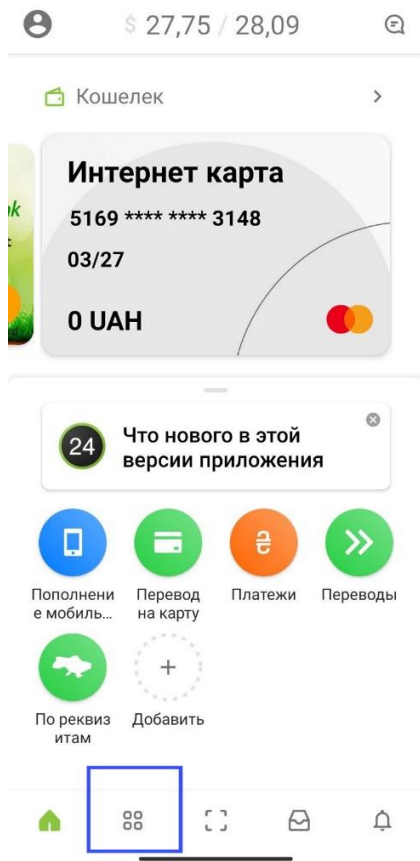 $ 27,75 / 28,09
Кошелек
Интернет карта
5169 **** **** 3148
03/27
0 UAH
24
Что нового в этой
версии приложения
Пополнени
е мобиль...
Перевод
на карту
Платежи
Переводы
По реквиз
итам
Добавить